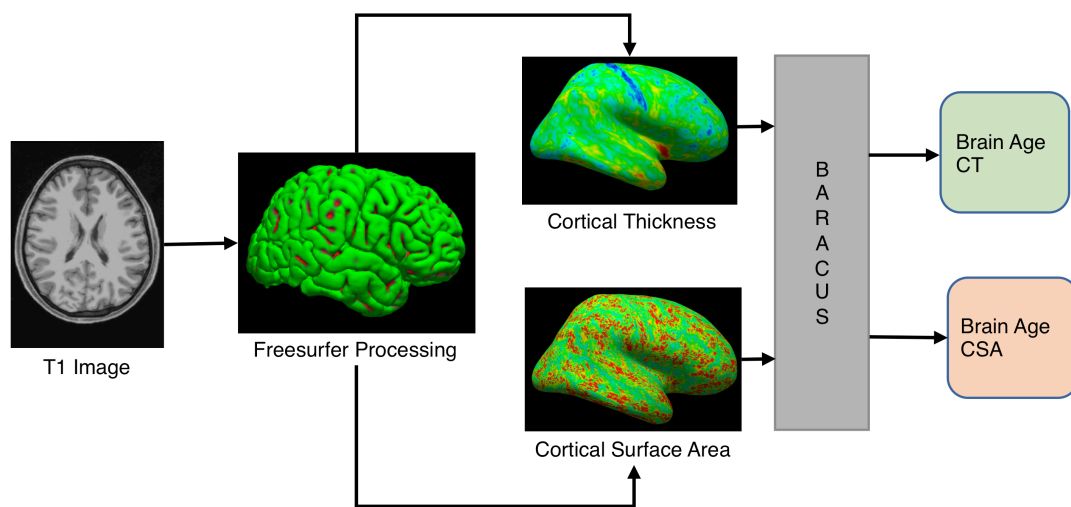 T1 Image
Freesurfer Processing
Cortical Thickness
Cortical Surface Area
B
A
R
A
C
U
S
Brain Age
CT
Brain Age
CSA